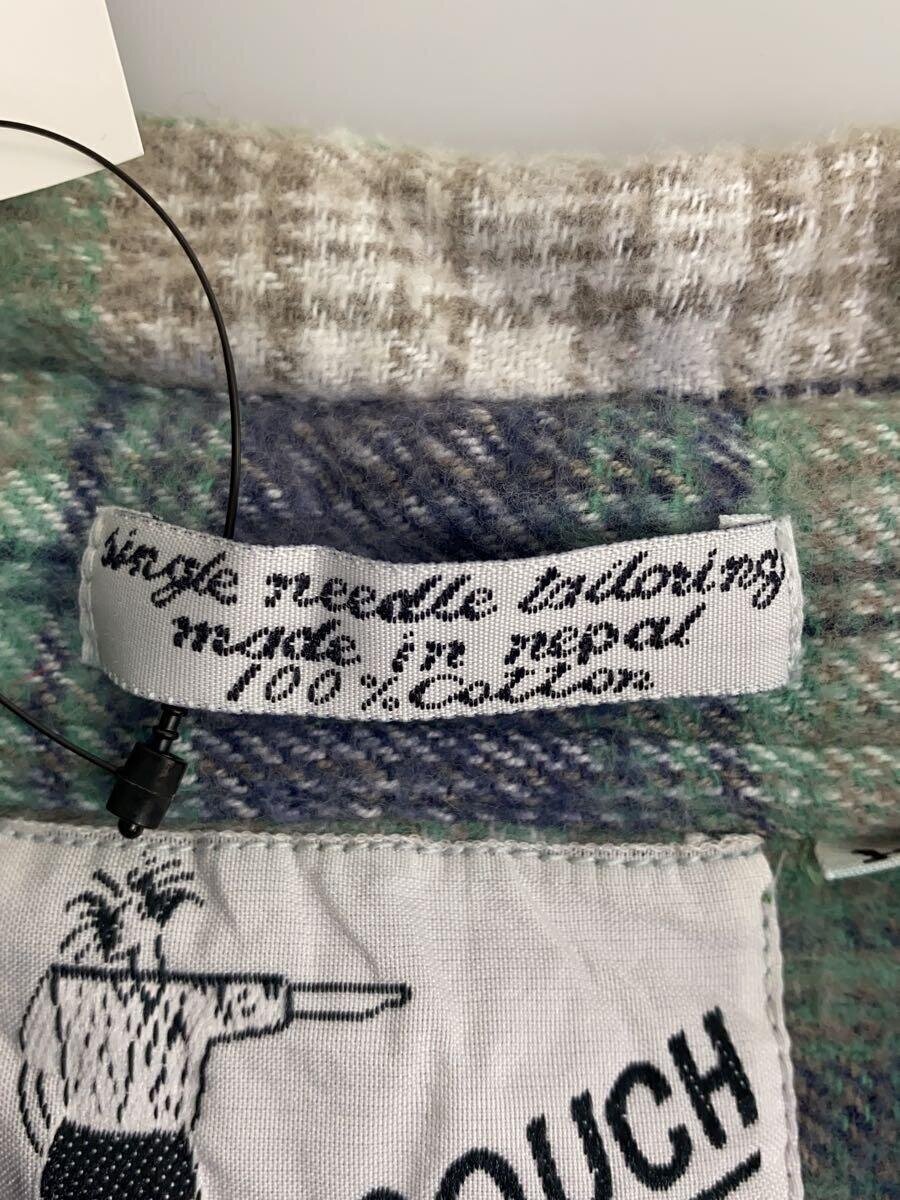 single needle tailoring
made in nepal
100% Cotton
OUCH